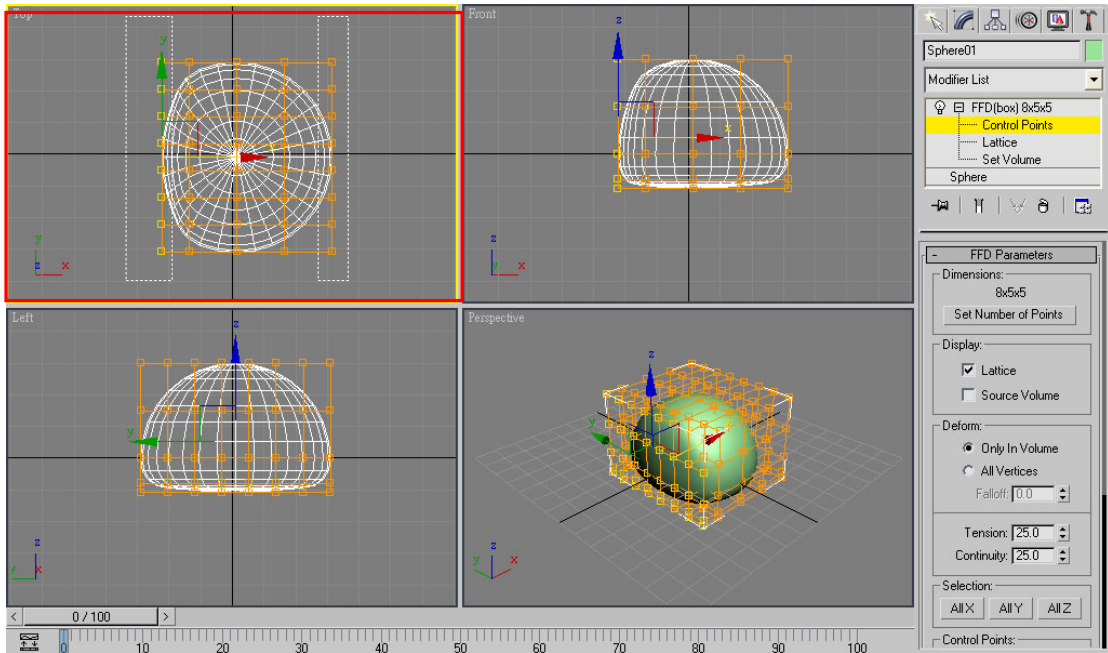 Top
Front
y
z
x
x
y
z
x
z
y
x
Sphere01
Modifier List
FFD(box) 8x5x5
Control Points
Lattice
Set Volume
Sphere
- FFD Parameters
Dimensions:
8x5x5
Set Number of Points
Display:
Lattice
Source Volume
Deform:
Only In Volume
All Vertices
Falloff: 0.0
Tension: 25.0
Continuity: 25.0
Selection:
All X All Y All Z
Control Points:
Left
Perspective
z
y
z
y
x
z
y
z
y
x
< 0 / 100 >
0 10 20 30 40 50 60 70 80 90 100